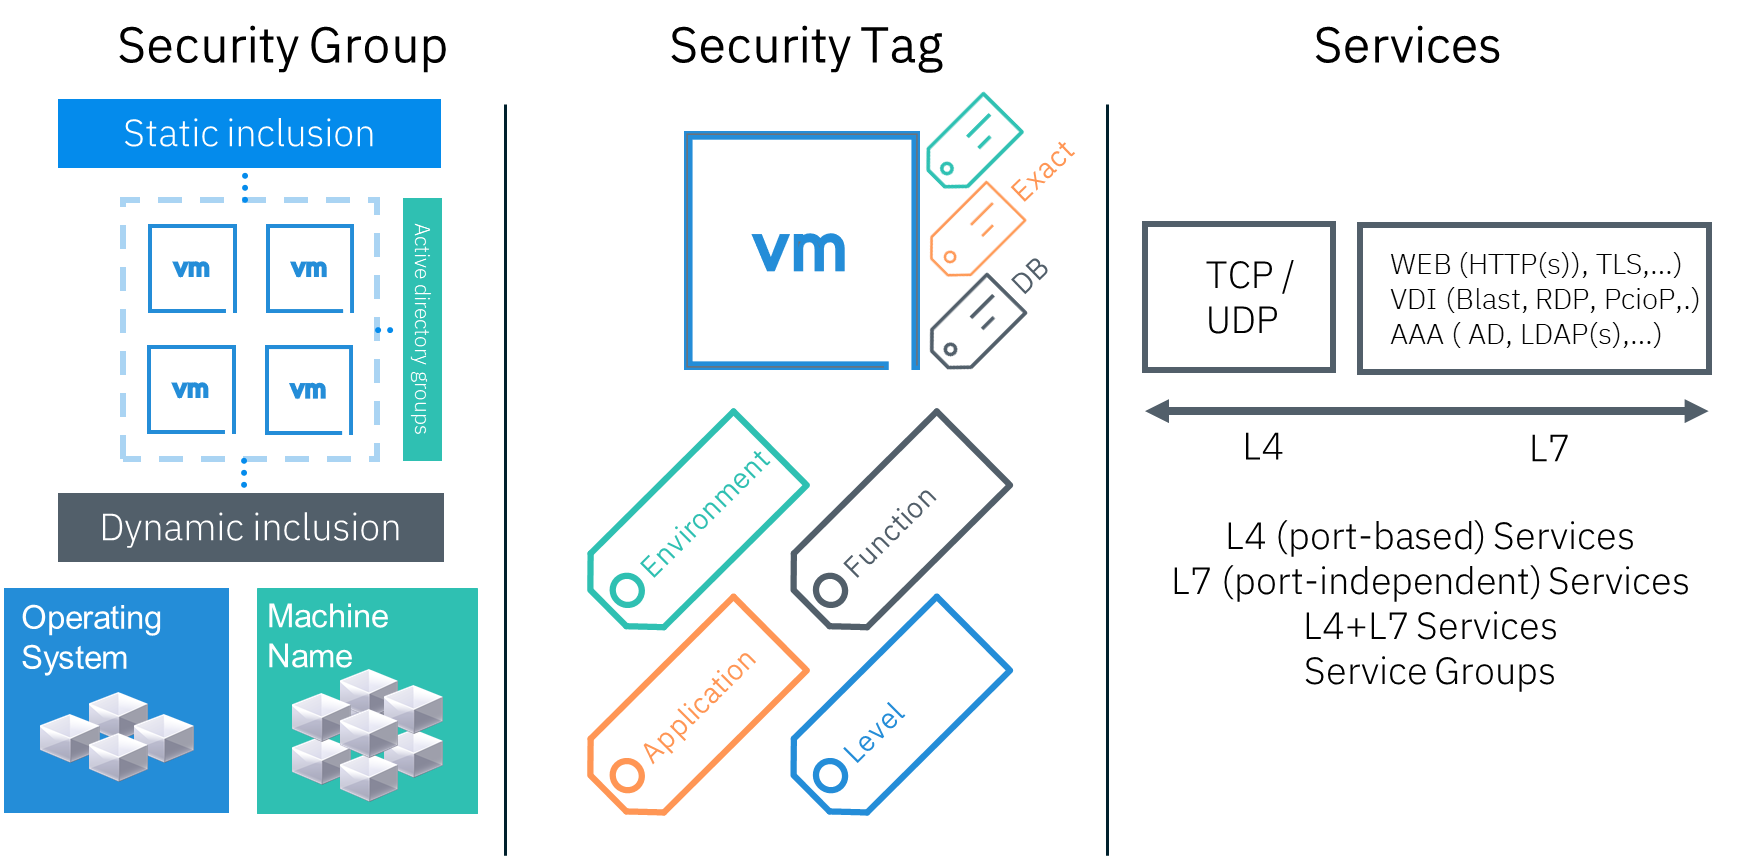 Security Group
Static inclusion
vm
vm
vm
vm
Active directory groups
Dynamic inclusion
Operating
System
Machine
Name
Security Tag
vm
Exact
DB
Environment
Function
Application
Level
Services
TCP /
UDP
WEB (HTTP(s)), TLS,...)
VDI (Blast, RDP, PcioP,.)
AAA ( AD, LDAP(s),...)
L4
L7
L4 (port-based) Services
L7 (port-independent) Services
L4+L7 Services
Service Groups